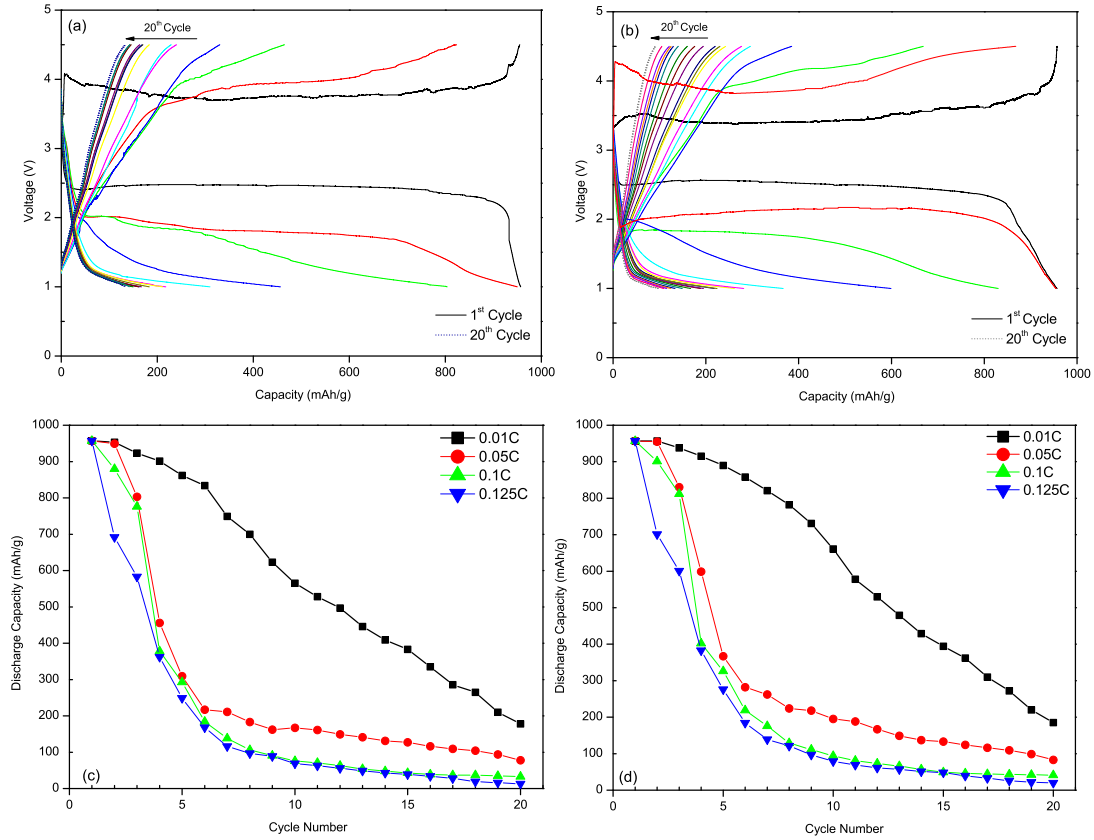 (a)
20th Cycle
5
4
3
2
1
0
Voltage (V)
1st Cycle
20th Cycle
0 200 400 600 800 1000
Capacity (mAh/g)
(b)
20th Cycle
5
4
3
2
1
0
Voltage (V)
1st Cycle
20th Cycle
0 200 400 600 800 1000
Capacity (mAh/g)
1000
900
800
700
600
500
400
300
200
100
0
Discharge Capacity (mAh/g)
0.01C
0.05C
0.1C
0.125C
(c)
0 5 10 15 20
Cycle Number
1000
900
800
700
600
500
400
300
200
100
0
Discharge Capacity (mAh/g)
0.01C
0.05C
0.1C
0.125C
(d)
0 5 10 15 20
Cycle Number